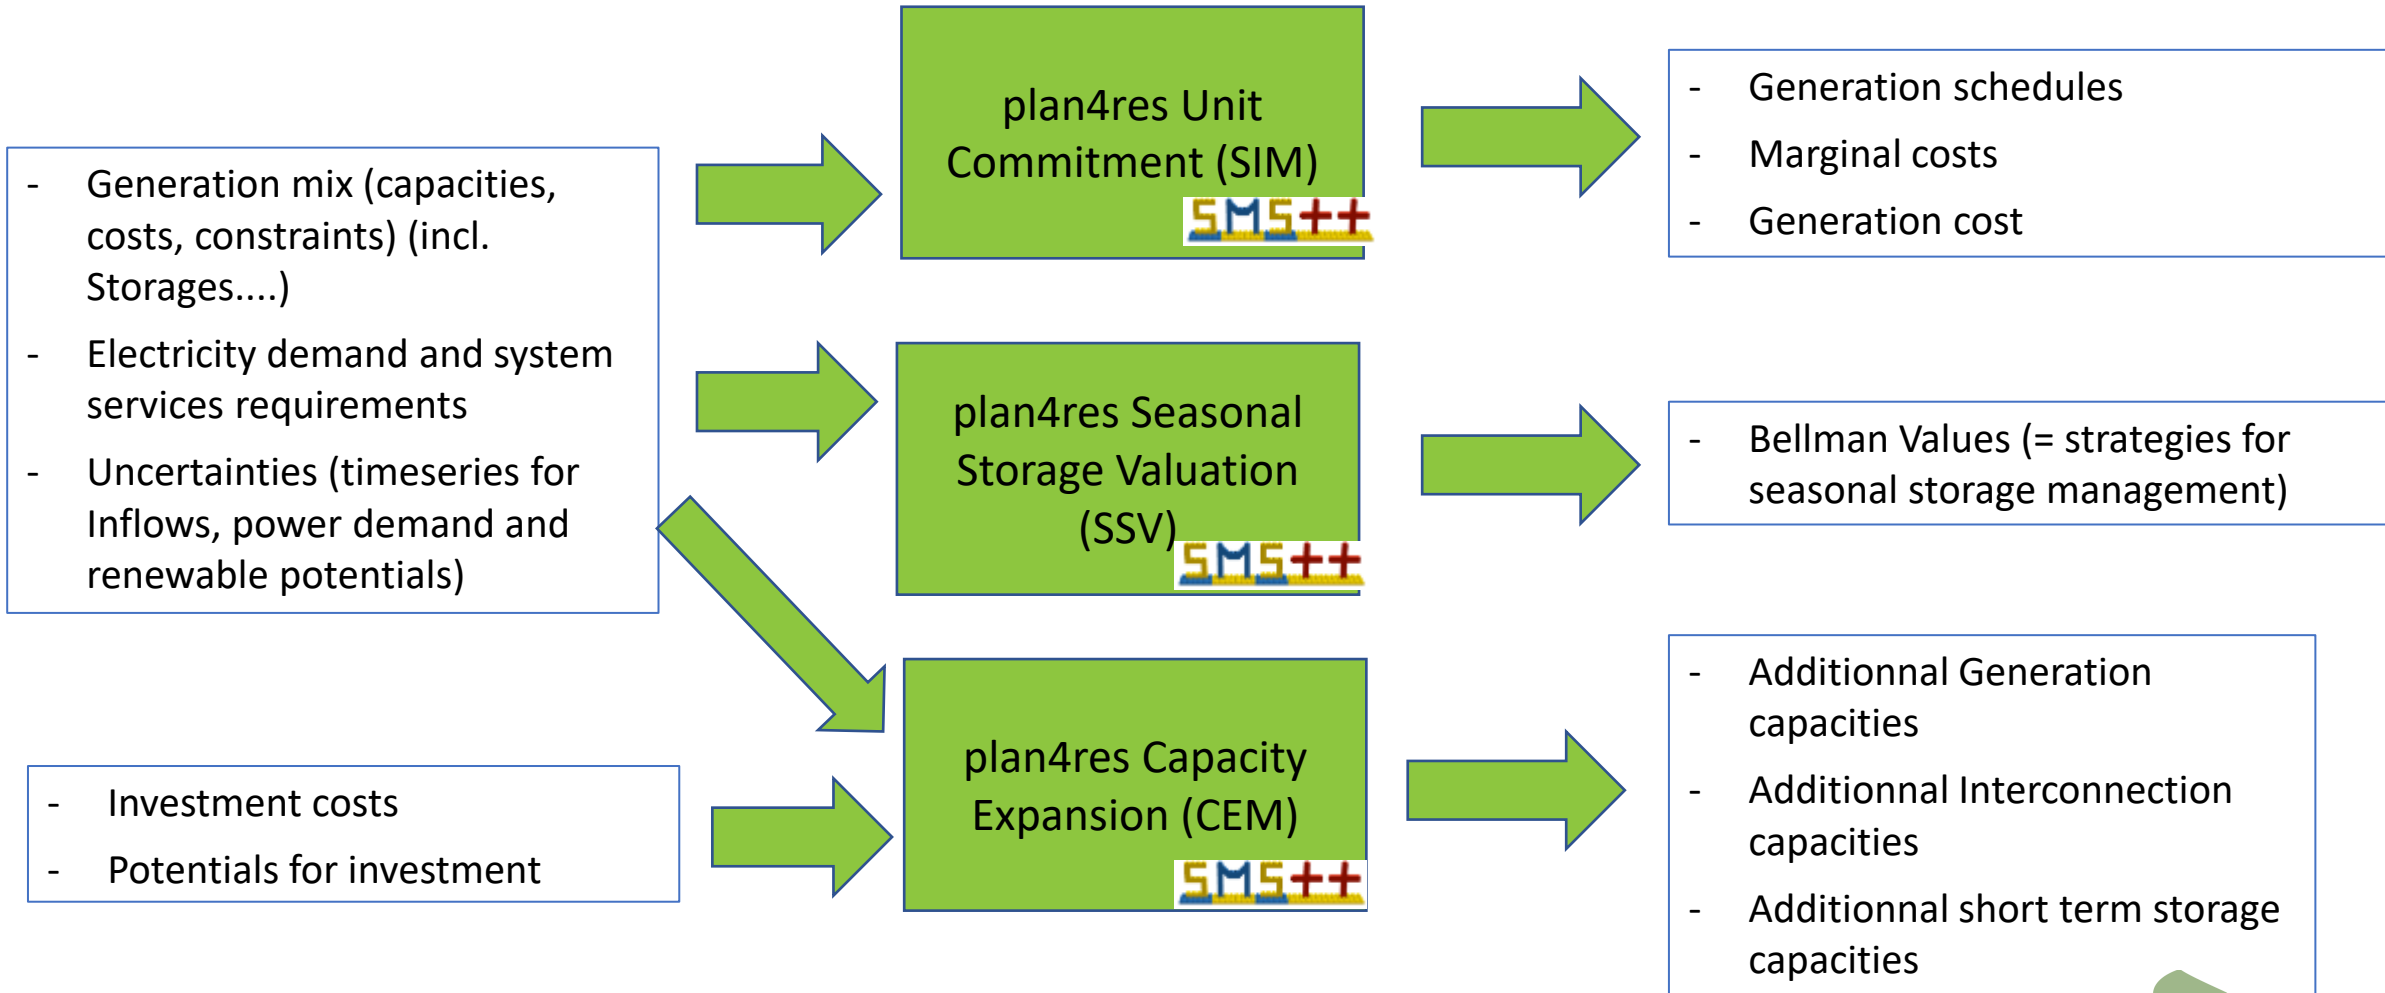 - Generation mix (capacities,
costs, constraints) (incl.
Storages....)
- Electricity demand and system
services requirements
- Uncertainties (timeseries for
Inflows, power demand and
renewable potentials)
- Investment costs
- Potentials for investment
plan4res Unit
Commitment (SIM)
SMS++
plan4res Seasonal
Storage Valuation
(SSV)
SMS++
plan4res Capacity
Expansion (CEM)
SMS++
- Generation schedules
- Marginal costs
- Generation cost
- Bellman Values (= strategies for
seasonal storage management)
- Additionnal Generation
capacities
- Additionnal Interconnection
capacities
- Additionnal short term storage
capacities